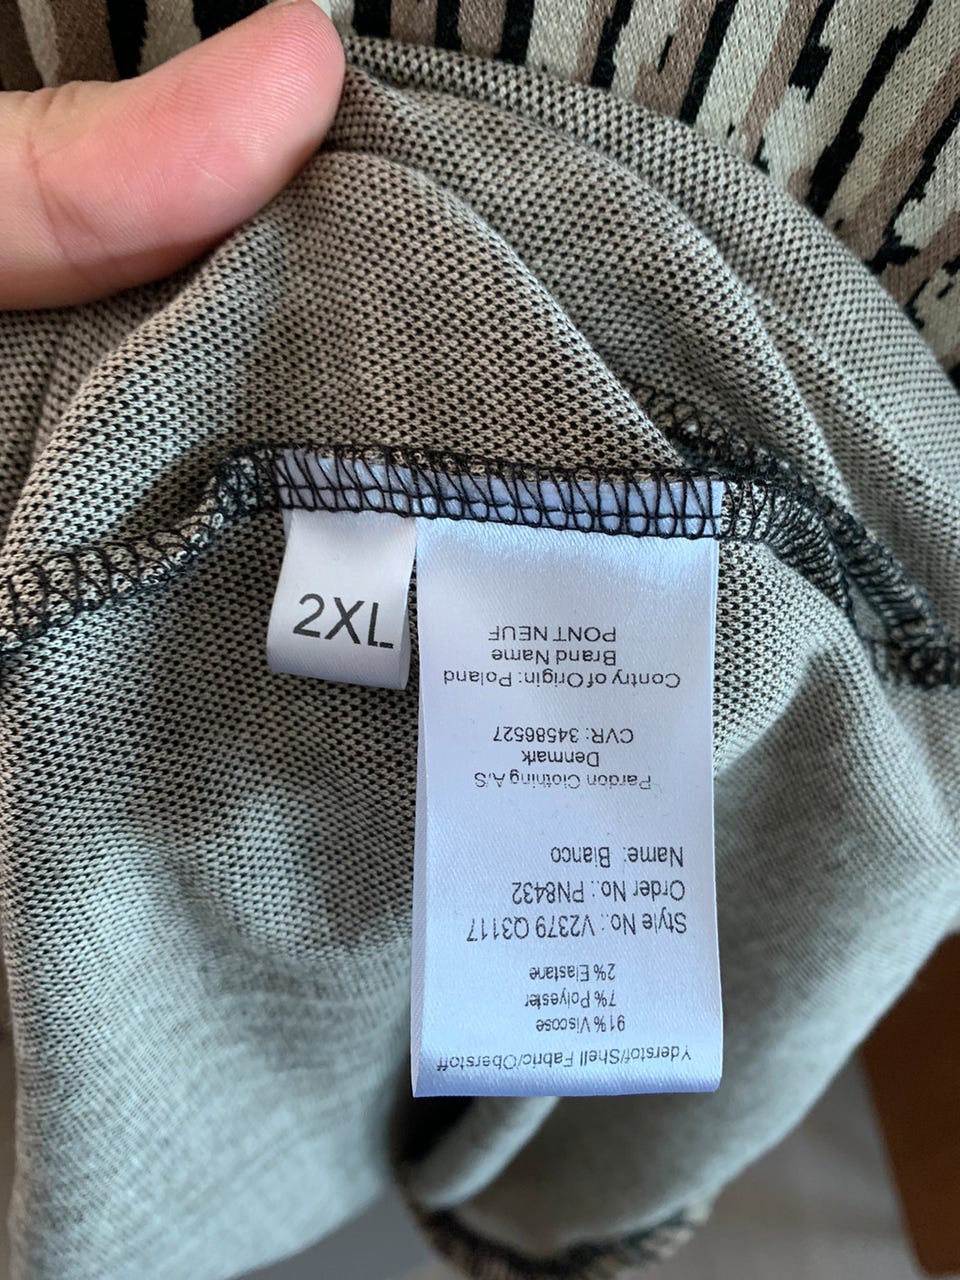 2XL
Yderstof/Shell Fabric/Oberstoff
91% Viscose
7% Polyester
2% Elastane
Style No.: V2379 Q3117
Order No.: PN8432
Name: Bianco
Pardon Clothing A/S
Denmark
CVR: 34586527
Contry of Origin: Poland
Brand Name
PONT NEUF